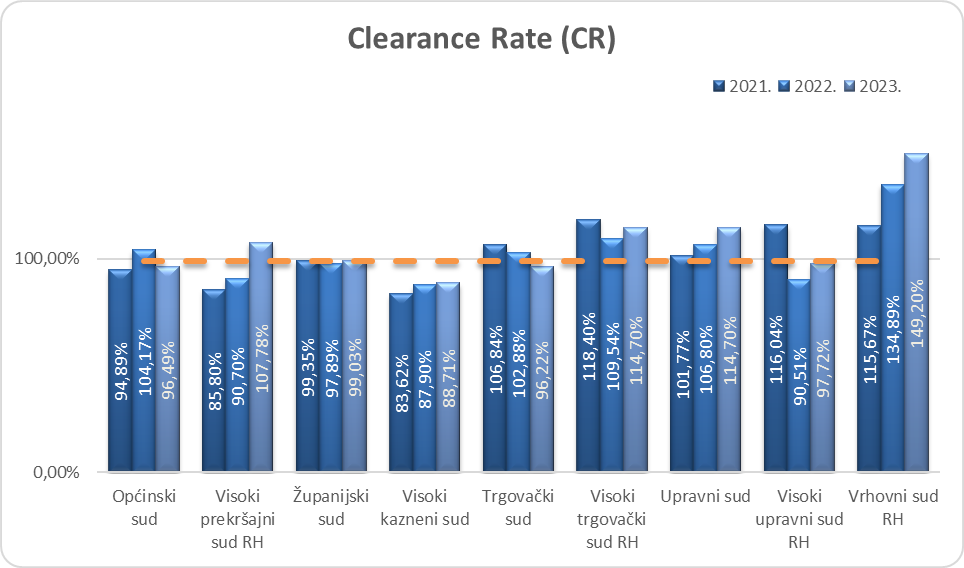 Clearance Rate (CR)
2021. 2022. 2023.
100,00%
0,00%
94,89%
104,17%
96,49%
85,80%
90,70%
107,78%
99,35%
97,89%
99,03%
83,62%
87,90%
88,71%
106,84%
102,88%
96,22%
118,40%
109,54%
114,70%
101,77%
106,80%
114,70%
116,04%
90,51%
97,72%
115,67%
134,89%
149,20%
Općinski
sud
Visoki
prekršajni
sud RH
Županijski
sud
Visoki
kazneni sud
Trgovački
sud
Visoki
trgovački
sud RH
Upravni sud
Visoki
upravni sud
RH
Vrhovni sud
RH